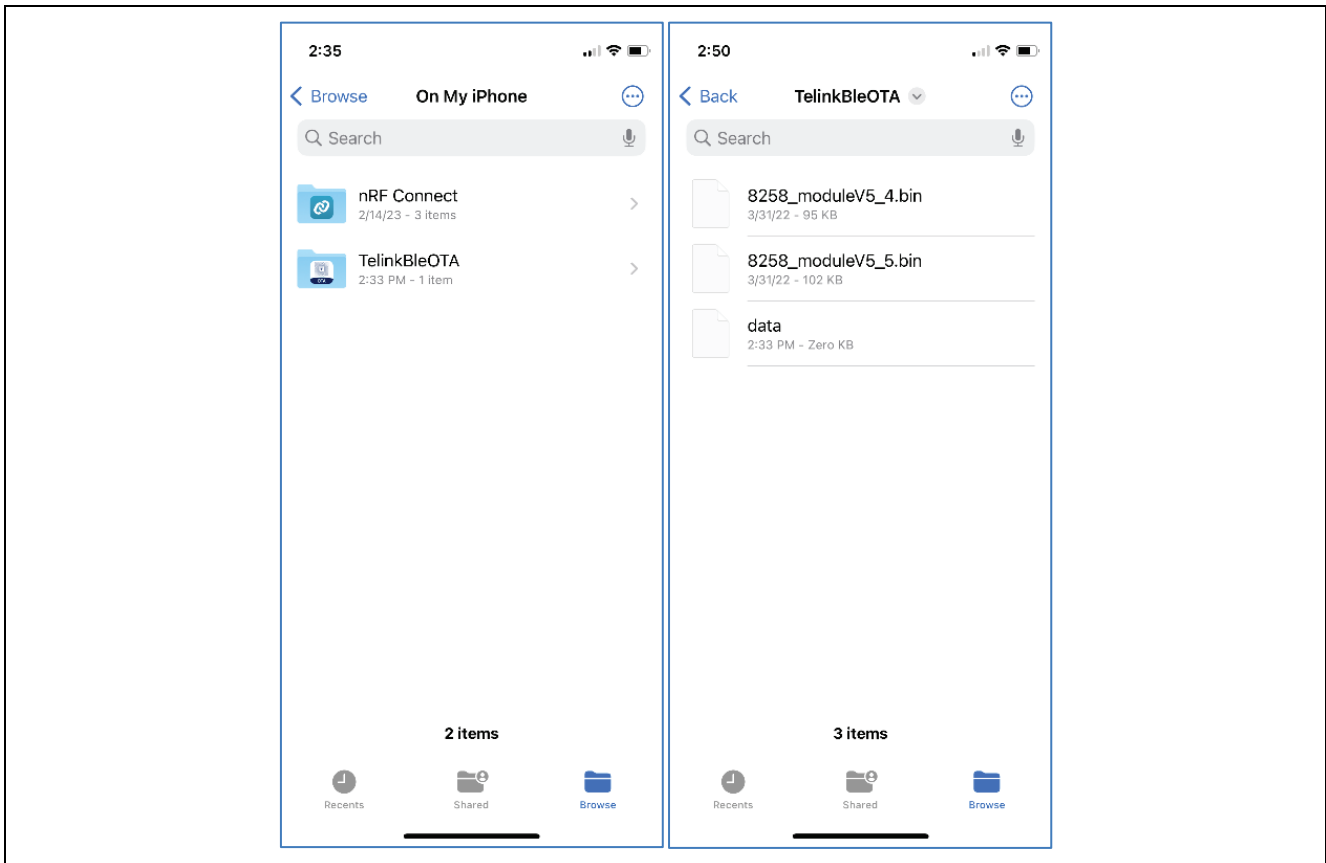 2:35
Browse
On My iPhone
Search
nRF Connect
2/14/23 - 3 items
TelinkBleOTA
2:33 PM - 1 item
2 items
Recents
Shared
Browse
2:50
Back
TelinkBleOTA
Search
8258_moduleV5_4.bin
3/31/22 - 95 KB
8258_moduleV5_5.bin
3/31/22 - 102 KB
data
2:33 PM - Zero KB
3 items
Recents
Shared
Browse